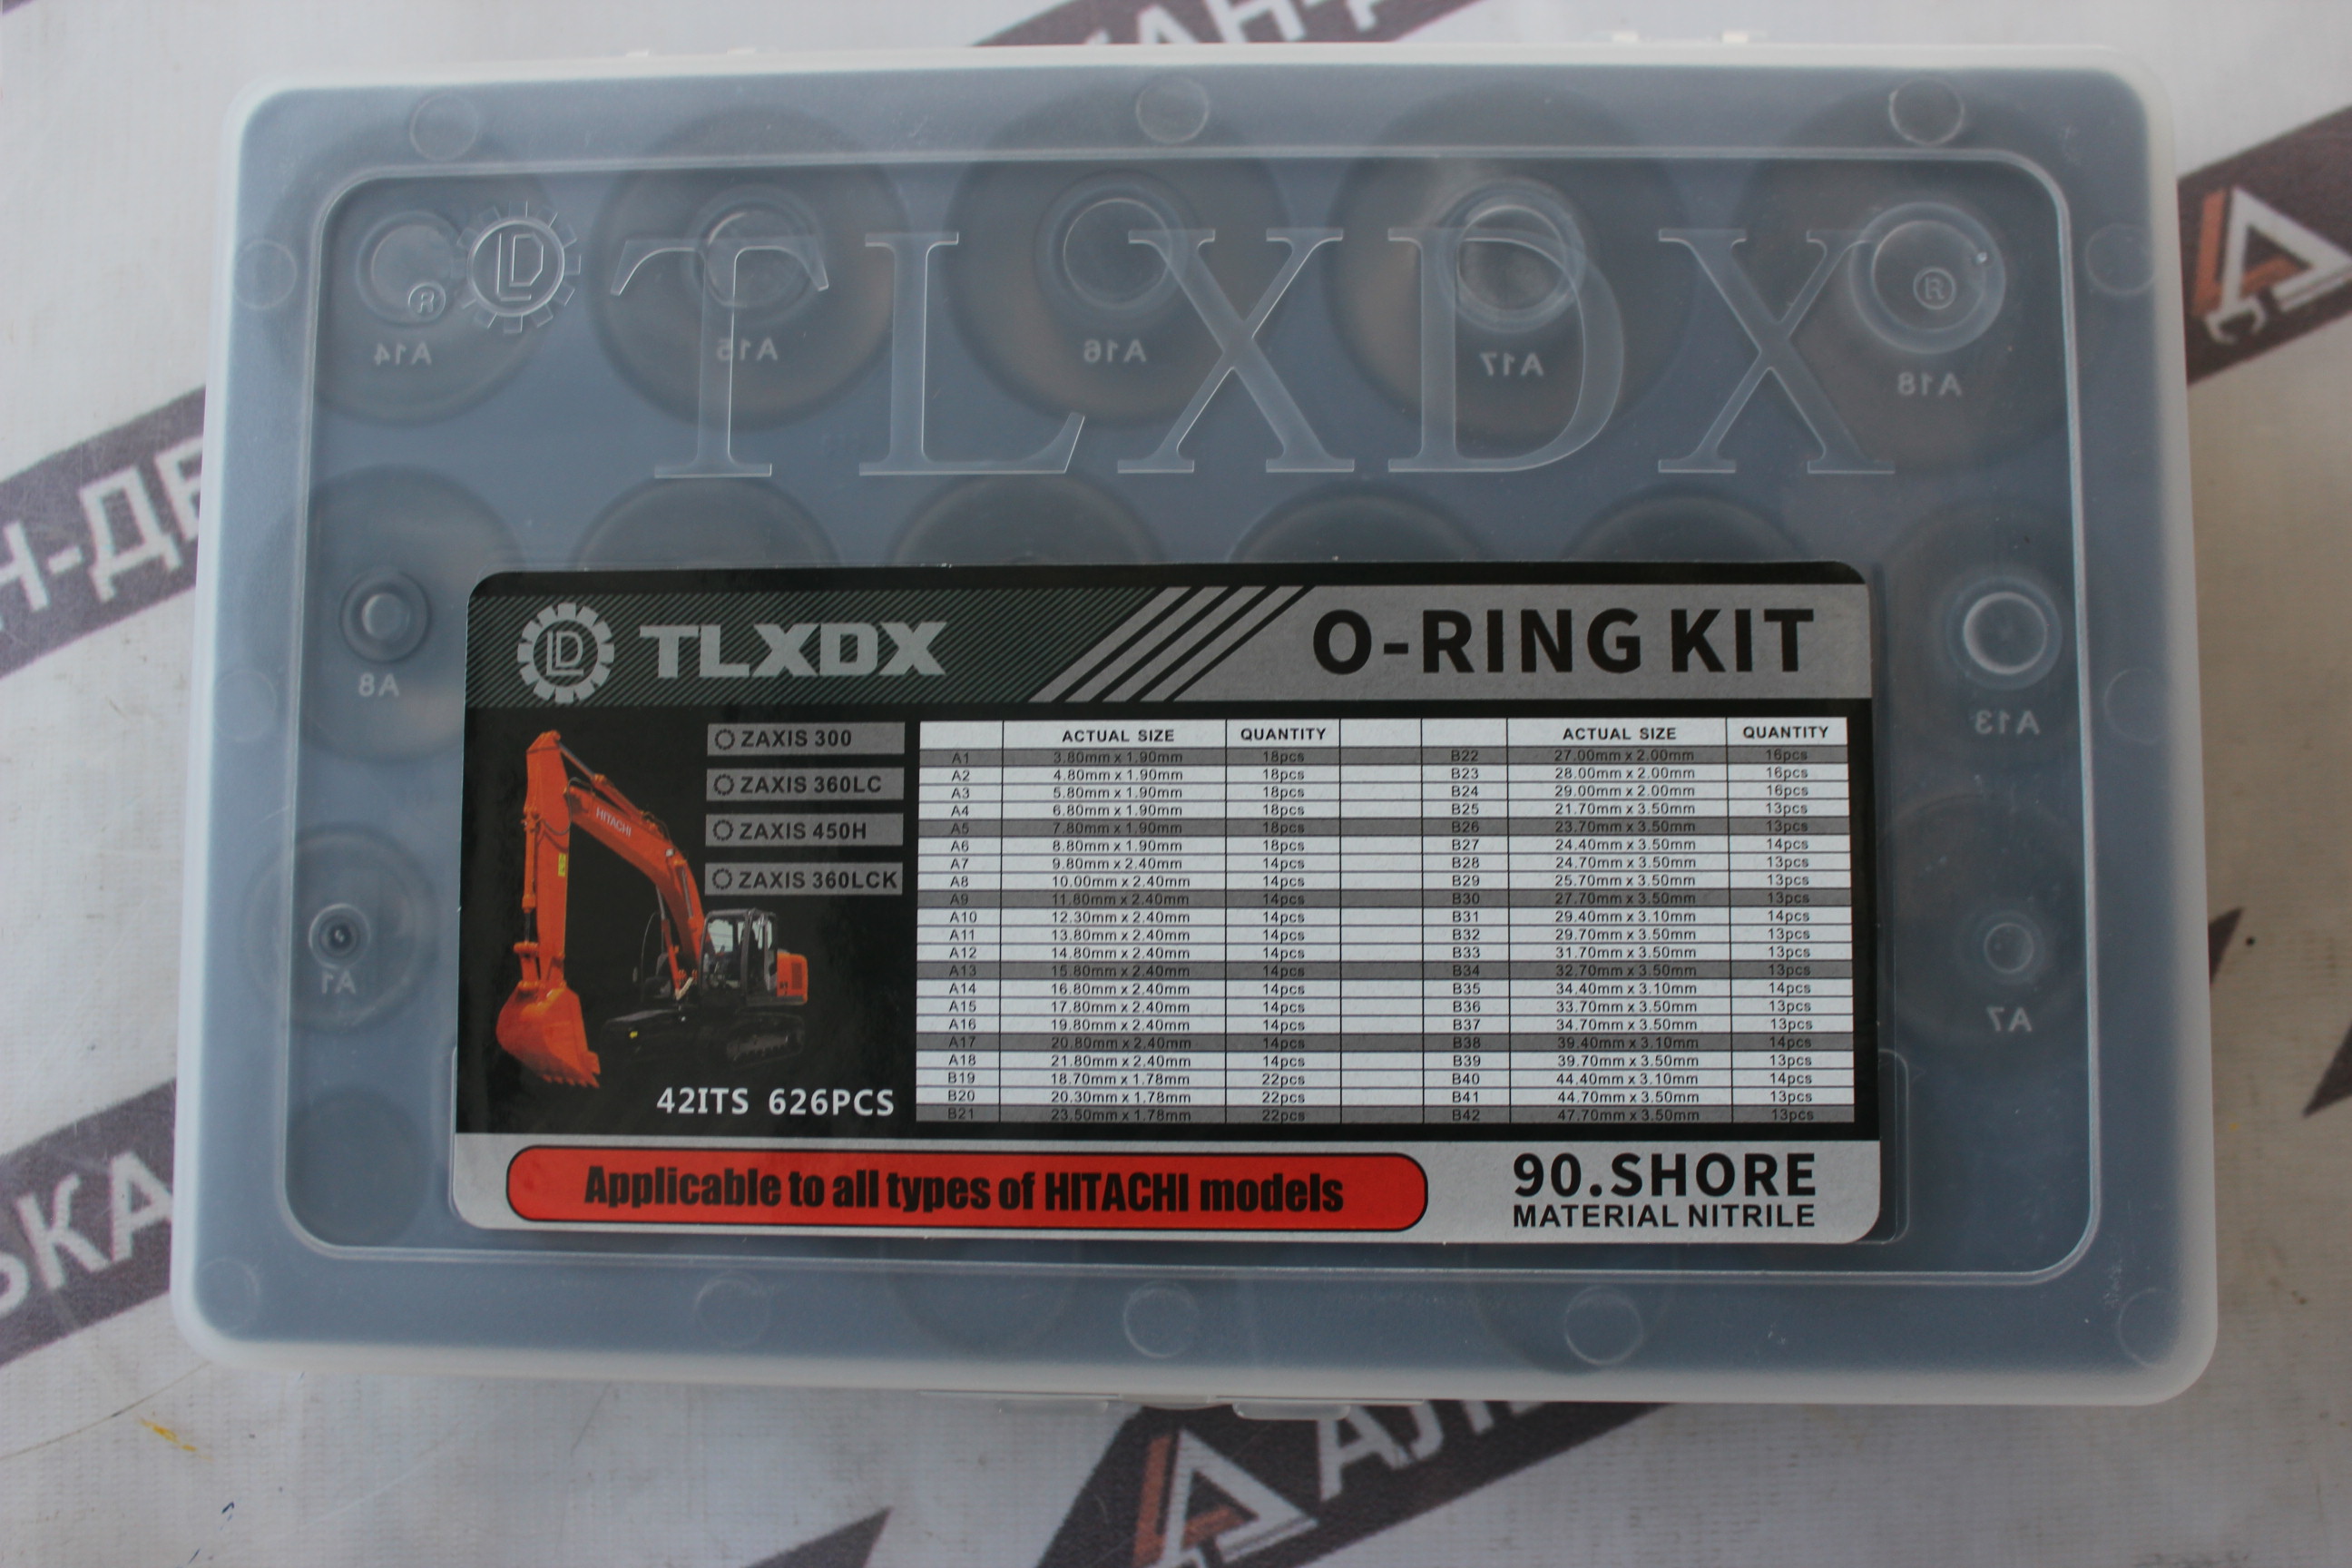 АН-
Н-ДЕ
ЬКА
АЛ
LD TLXDX
®
®
A14 A15 A16 A17 A18
A8 A13
A1 A7
LD TLXDX O-RING KIT
HITACHI
ZAXIS 300
ZAXIS 360LC
ZAXIS 450H
ZAXIS 360LCK
42ITS 626PCS
ACTUAL SIZE QUANTITY ACTUAL SIZE QUANTITY
A1 3.80mm x 1.90mm 18pcs B22 27.00mm x 2.00mm 16pcs
A2 4.80mm x 1.90mm 18pcs B23 28.00mm x 2.00mm 16pcs
A3 5.80mm x 1.90mm 18pcs B24 29.00mm x 2.00mm 16pcs
A4 6.80mm x 1.90mm 18pcs B25 21.70mm x 3.50mm 13pcs
A5 7.80mm x 1.90mm 18pcs B26 23.70mm x 3.50mm 13pcs
A6 8.80mm x 1.90mm 18pcs B27 24.40mm x 3.50mm 14pcs
A7 9.80mm x 2.40mm 14pcs B28 24.70mm x 3.50mm 13pcs
A8 10.00mm x 2.40mm 14pcs B29 25.70mm x 3.50mm 13pcs
A9 11.80mm x 2.40mm 14pcs B30 27.70mm x 3.50mm 13pcs
A10 12.30mm x 2.40mm 14pcs B31 29.40mm x 3.10mm 14pcs
A11 13.80mm x 2.40mm 14pcs B32 29.70mm x 3.50mm 13pcs
A12 14.80mm x 2.40mm 14pcs B33 31.70mm x 3.50mm 13pcs
A13 15.80mm x 2.40mm 14pcs B34 32.70mm x 3.50mm 13pcs
A14 16.80mm x 2.40mm 14pcs B35 34.40mm x 3.10mm 14pcs
A15 17.80mm x 2.40mm 14pcs B36 33.70mm x 3.50mm 13pcs
A16 19.80mm x 2.40mm 14pcs B37 34.70mm x 3.50mm 13pcs
A17 20.80mm x 2.40mm 14pcs B38 39.40mm x 3.10mm 14pcs
A18 21.80mm x 2.40mm 14pcs B39 39.70mm x 3.50mm 13pcs
B19 18.70mm x 1.78mm 22pcs B40 44.40mm x 3.10mm 14pcs
B20 20.30mm x 1.78mm 22pcs B41 44.70mm x 3.50mm 13pcs
B21 23.50mm x 1.78mm 22pcs B42 47.70mm x 3.50mm 13pcs
Applicable to all types of HITACHI models
90.SHORE
MATERIAL NITRILE